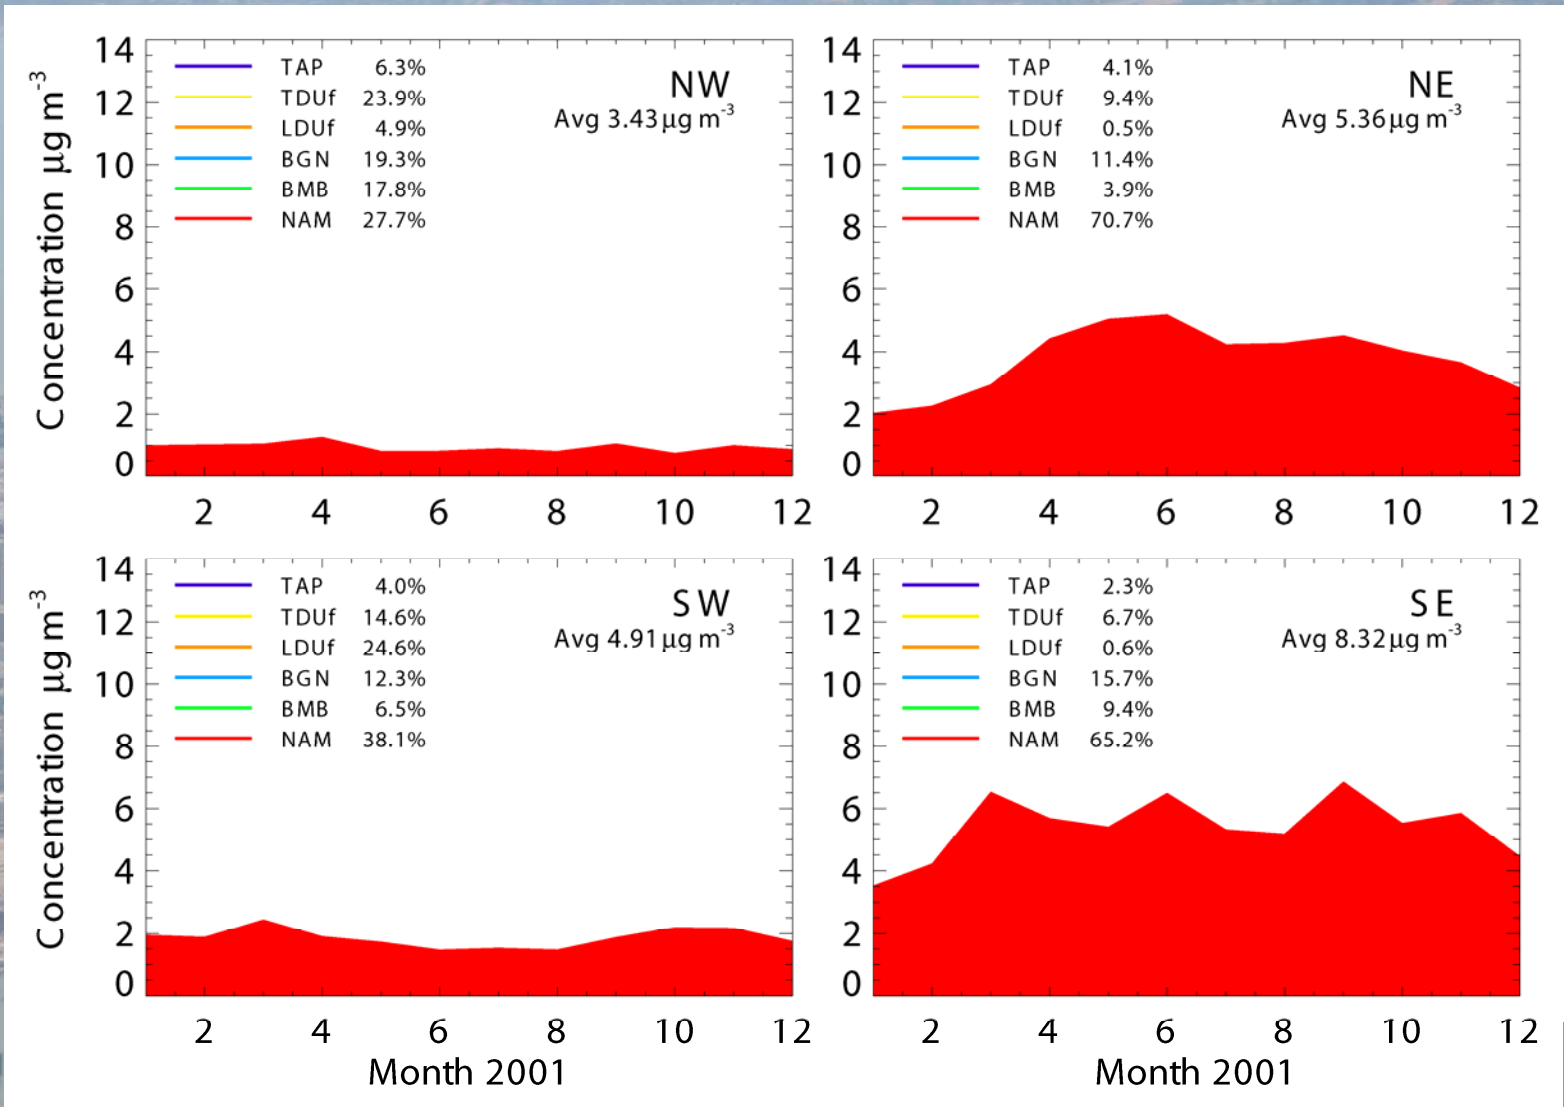 Concentration µg m-3
14
12
10
8
6
4
2
0
TAP 6.3%
TDUf 23.9%
LDUf 4.9%
BGN 19.3%
BMB 17.8%
NAM 27.7%
NW
Avg 3.43µg m-3
2 4 6 8 10 12
14
12
10
8
6
4
2
0
TAP 4.1%
TDUf 9.4%
LDUf 0.5%
BGN 11.4%
BMB 3.9%
NAM 70.7%
NE
Avg 5.36µg m-3
2 4 6 8 10 12
Concentration µg m-3
14
12
10
8
6
4
2
0
TAP 4.0%
TDUf 14.6%
LDUf 24.6%
BGN 12.3%
BMB 6.5%
NAM 38.1%
SW
Avg 4.91µg m-3
2 4 6 8 10 12
Month 2001
14
12
10
8
6
4
2
0
TAP 2.3%
TDUf 6.7%
LDUf 0.6%
BGN 15.7%
BMB 9.4%
NAM 65.2%
SE
Avg 8.32µg m-3
2 4 6 8 10 12
Month 2001